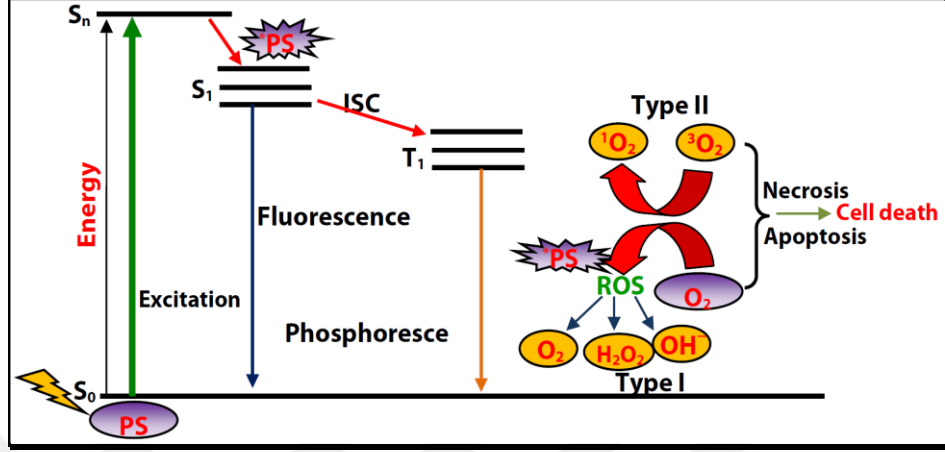 Sₙ
*PS
S₁
ISC
T₁
Type II
¹O₂
³O₂
Energy
Fluorescence
Necrosis
Cell death
Apoptosis
*PS
ROS
O₂
Excitation
Phosphoresce
O₂
H₂O₂
OH⁻
Type I
S₀
PS